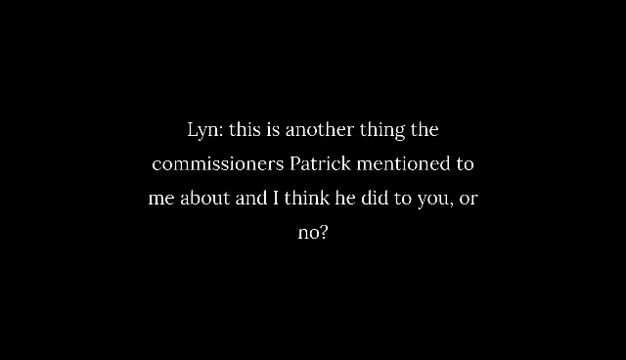 Lyn: this is another thing the
commissioners Patrick mentioned to
me about and I think he did to you, or
no?